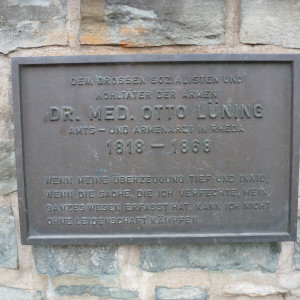 DEM GROSSEN SOZIALISTEN UND
WOHLTÄTER DER ARMEN
DR. MED. OTTO LÜNING
AMTS – UND ARMENARZT IN RHEDA
1818 – 1868
WENN MEINE ÜBERZEUGUNG TIEF UND INNIG,
WENN DIE SACHE, DIE ICH VERFECHTE, MEIN
GANZES WESEN ERFASST HAT, KANN ICH NICHT
OHNE LEIDENSCHAFT KÄMPFEN.